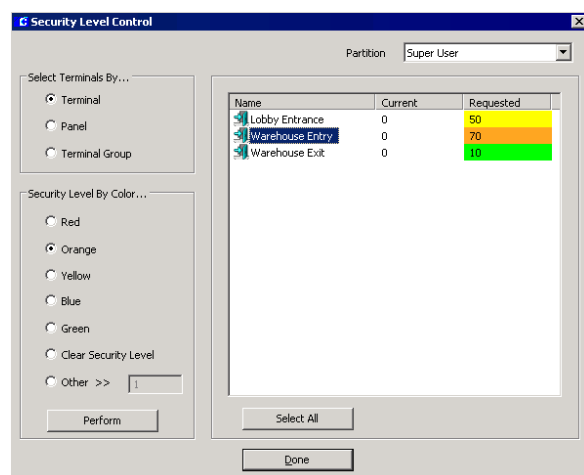 Security Level Control
Partition Super User
Select Terminals By...
Terminal
Panel
Terminal Group
Security Level By Color...
Red
Orange
Yellow
Blue
Green
Clear Security Level
Other >> 1
Perform
Name Current Requested
Lobby Entrance 0 50
Warehouse Entry 0 70
Warehouse Exit 0 10
Select All
Done